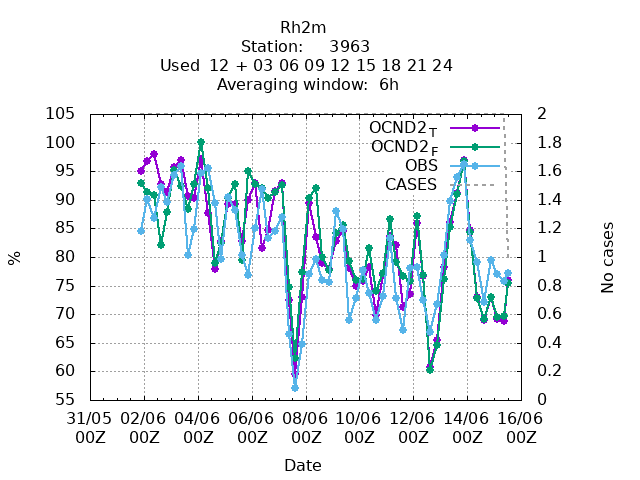 Rh2m
Station: 3963
Used 12 + 03 06 09 12 15 18 21 24
Averaging window: 6h
105 2
OCND2T
100 1.8
OCND2F
95 OBS 1.6
90 CASES 1.4
85 1.2
% 80 1 No cases
75 0.8
70 0.6
65 0.4
60 0.2
55 0
31/05 02/06 04/06 06/06 08/06 10/06 12/06 14/06 16/06
00Z 00Z 00Z 00Z 00Z 00Z 00Z 00Z 00Z
Date